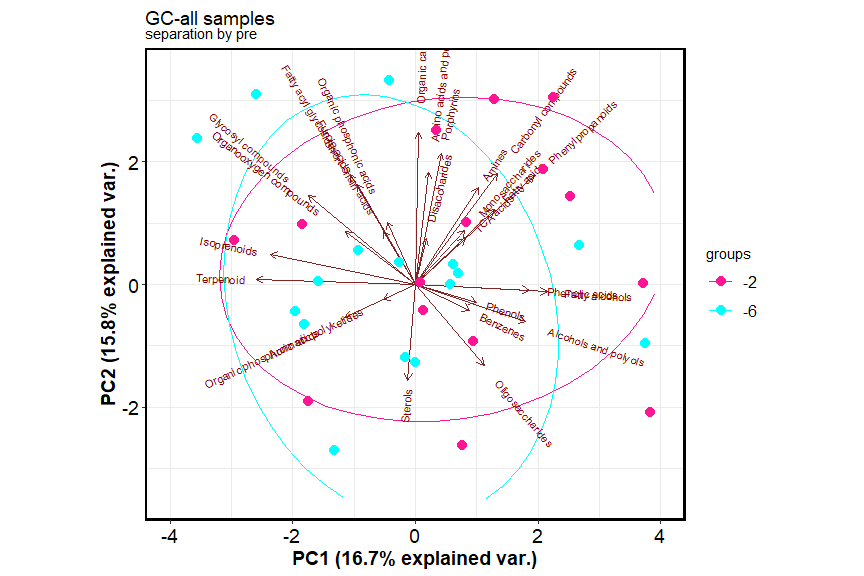 GC-all samples
separation by pre
Organic ca
Amino acids and p
Porphyrins
Carbonyl compounds
Phenylpropanoids
Amines
Monosaccharides
Disaccharides
Organic phosphonic acids
Fatty acyl glyco
Glycosyl compounds
Organooxygen compounds
Isoprenoids
Terpenoid
polyketides
Organic phosphoric acids
Sterols
Oligosaccharides
Phenols
Benzenes
Alcohols and polyols
Fatty alcohols
groups
-2
-6
2
0
-2
-4
-2
0
2
4
PC1 (16.7% explained var.)
PC2 (15.8% explained var.)